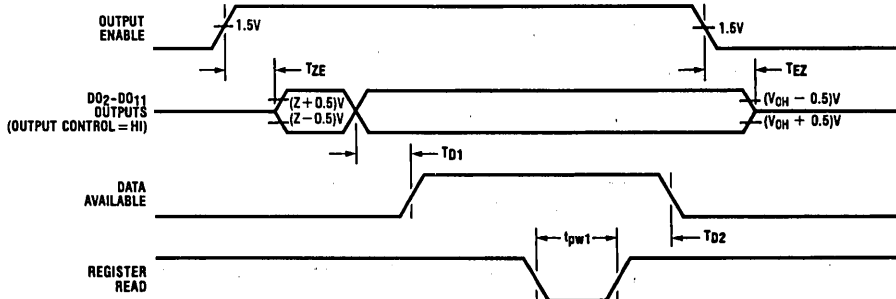 OUTPUT
ENABLE
1.5V
1.5V
TZE
TEZ
DO2-DO11
OUTPUTS
(OUTPUT CONTROL = HI)
(Z + 0.5)V
(Z - 0.5)V
(VOH - 0.5)V
(VOH + 0.5)V
TD1
DATA
AVAILABLE
TD2
tpw1
REGISTER
READ